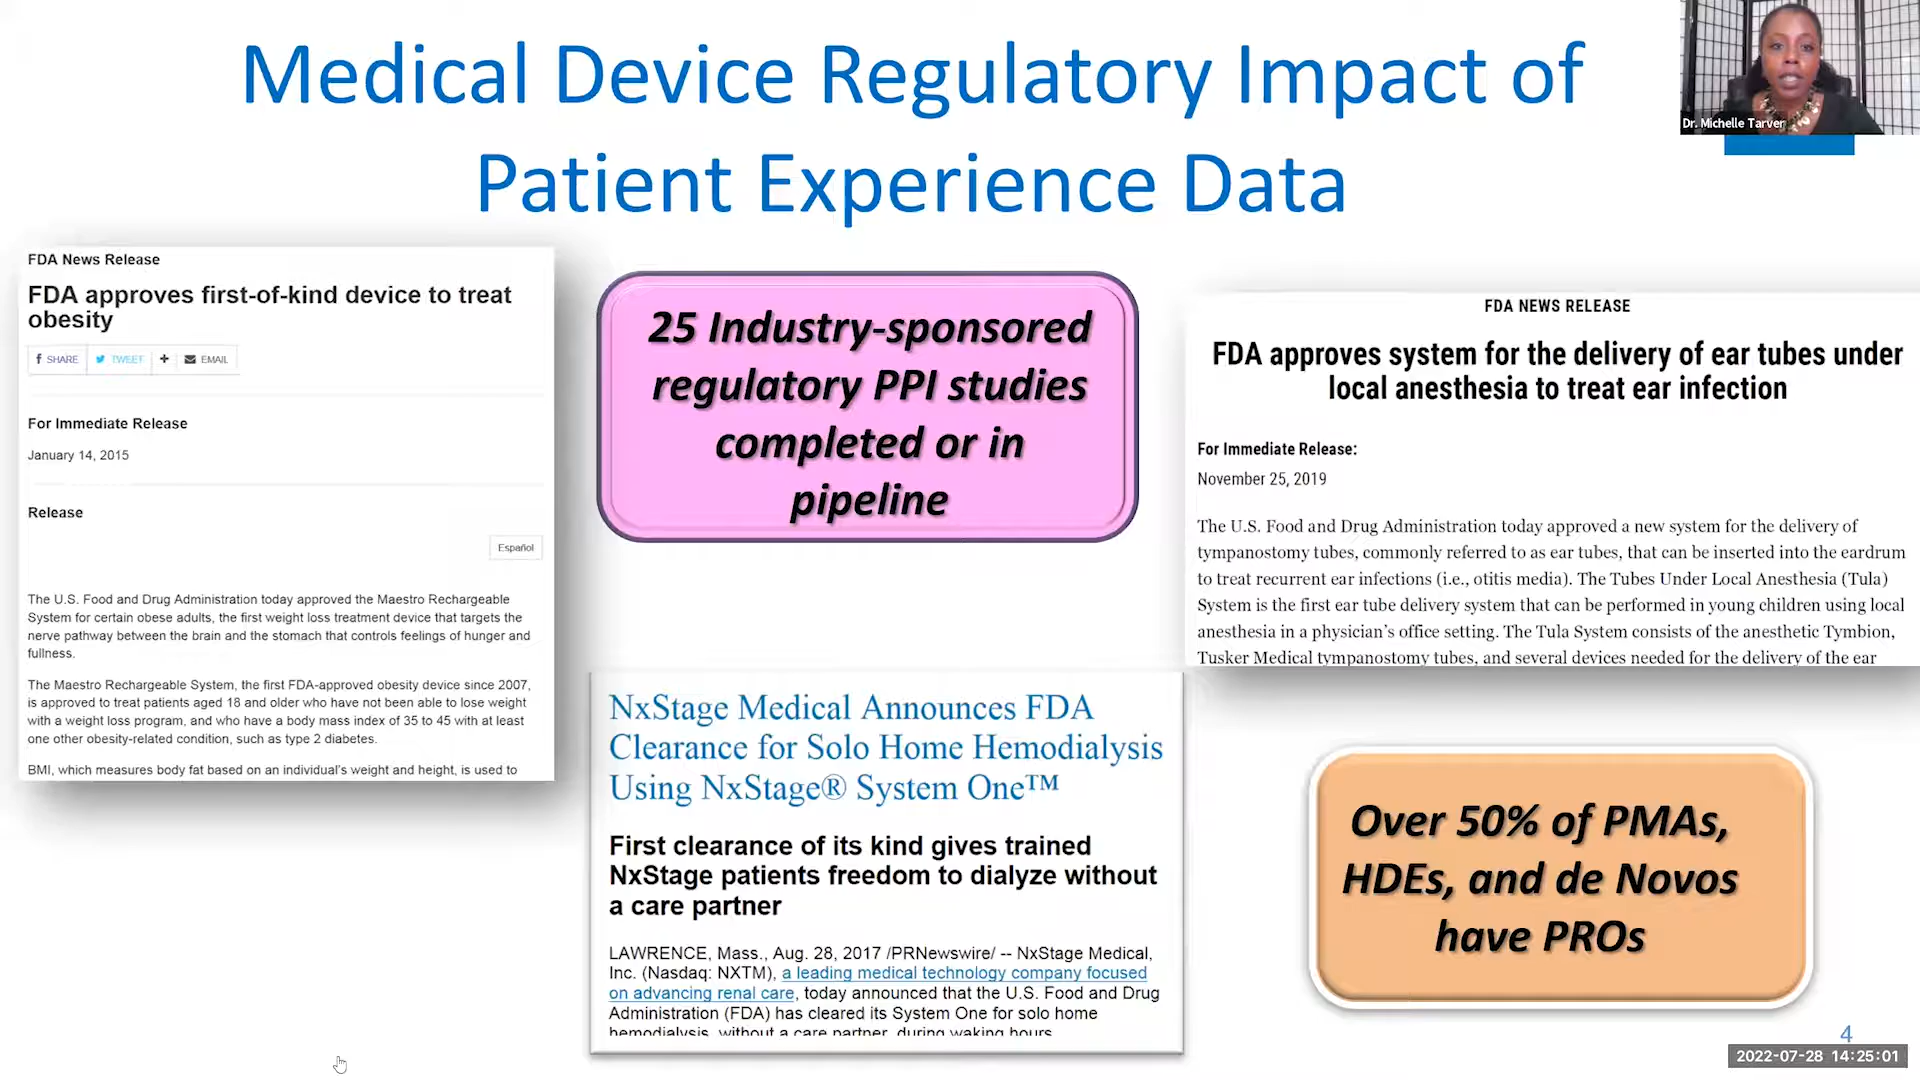 Medical Device Regulatory Impact of
Patient Experience Data
Dr. Michelle Tarver
FDA News Release
FDA approves first-of-kind device to treat
obesity
SHARE TWEET + EMAIL
For Immediate Release
January 14, 2015
Release
Español
The U.S. Food and Drug Administration today approved the Maestro Rechargeable
System for certain obese adults, the first weight loss treatment device that targets the
nerve pathway between the brain and the stomach that controls feelings of hunger and
fullness.
The Maestro Rechargeable System, the first FDA-approved obesity device since 2007,
is approved to treat patients aged 18 and older who have not been able to lose weight
with a weight loss program, and who have a body mass index of 35 to 45 with at least
one other obesity-related condition, such as type 2 diabetes.
BMI, which measures body fat based on an individual's weight and height, is used to
25 Industry-sponsored
regulatory PPI studies
completed or in
pipeline
NxStage Medical Announces FDA
Clearance for Solo Home Hemodialysis
Using NxStage® System One™
First clearance of its kind gives trained
NxStage patients freedom to dialyze without
a care partner
LAWRENCE, Mass., Aug. 28, 2017 /PRNewswire/ -- NxStage Medical,
Inc. (Nasdaq: NXTM), a leading medical technology company focused
on advancing renal care, today announced that the U.S. Food and Drug
Administration (FDA) has cleared its System One for solo home
hemodialysis, without a care partner, during waking hours
FDA NEWS RELEASE
FDA approves system for the delivery of ear tubes under
local anesthesia to treat ear infection
For Immediate Release:
November 25, 2019
The U.S. Food and Drug Administration today approved a new system for the delivery of
tympanostomy tubes, commonly referred to as ear tubes, that can be inserted into the eardrum
to treat recurrent ear infections (i.e., otitis media). The Tubes Under Local Anesthesia (Tula)
System is the first ear tube delivery system that can be performed in young children using local
anesthesia in a physician's office setting. The Tula System consists of the anesthetic Tymbion,
Tusker Medical tympanostomy tubes, and several devices needed for the delivery of the ear
Over 50% of PMAs,
HDEs, and de Novos
have PROs
4
2022-07-28 14:25:01